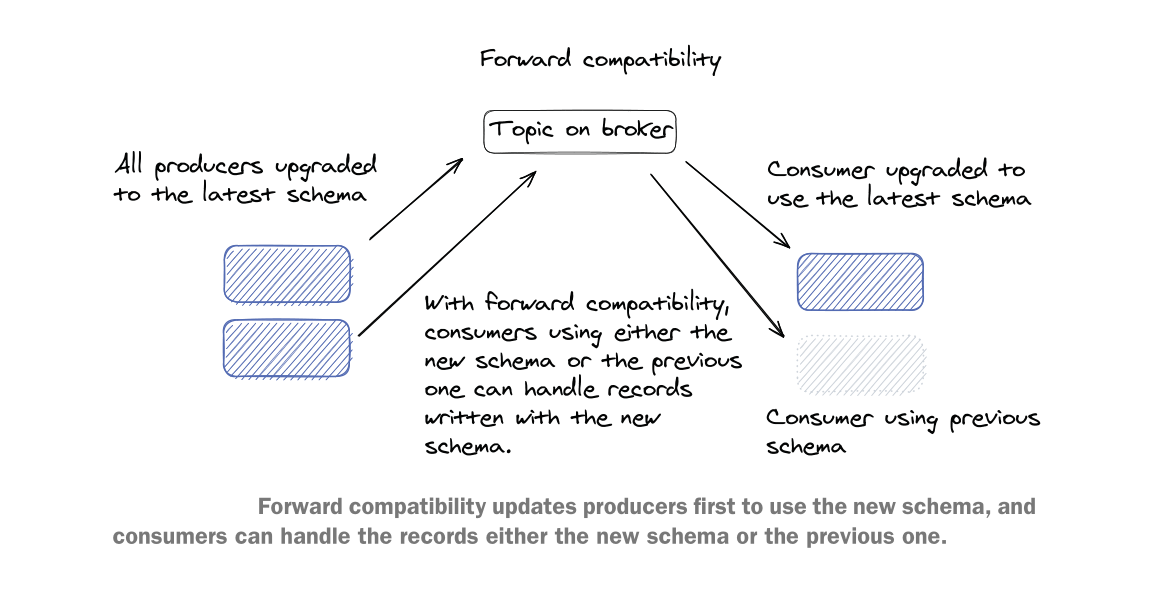 Forward compatibility
Topic on broker
All producers upgraded
to the latest schema
Consumer upgraded to
use the latest schema
With forward compatibility,
consumers using either the
new schema or the previous
one can handle records
written with the new
schema.
Consumer using previous
schema
Forward compatibility updates producers first to use the new schema, and
consumers can handle the records either the new schema or the previous one.